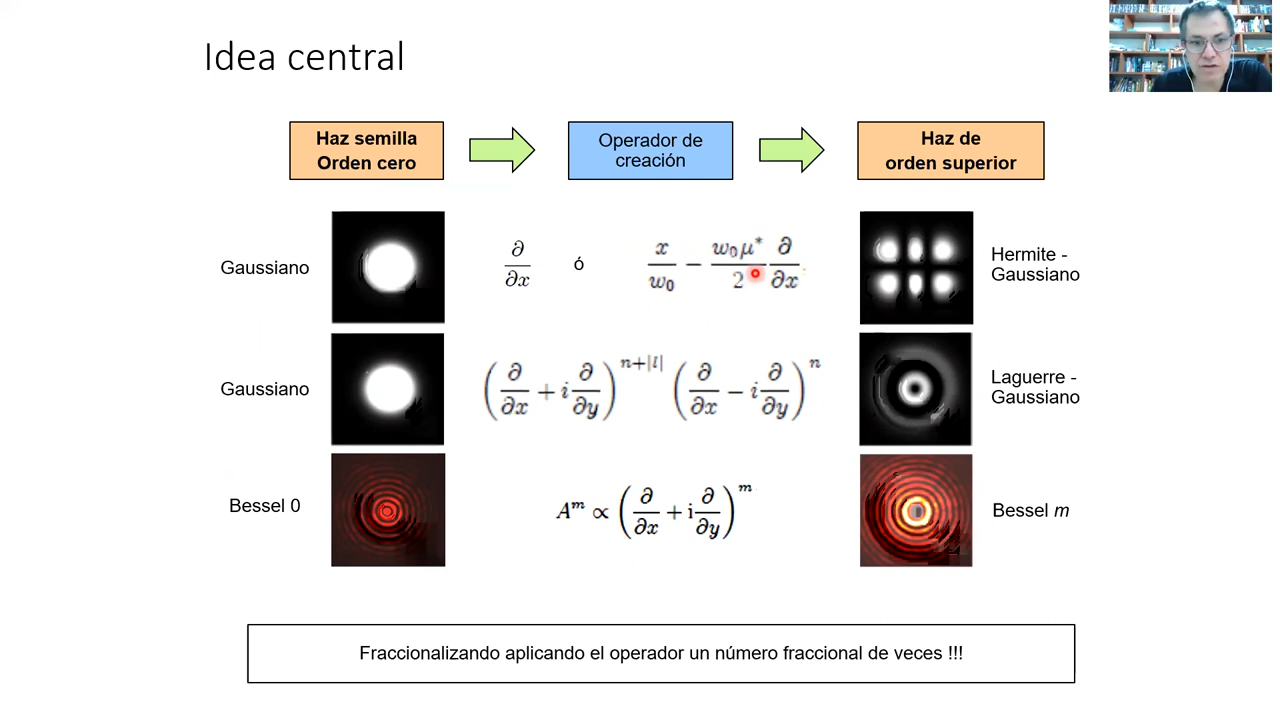 Idea central
Haz semilla
Orden cero
Operador de
creación
Haz de
orden superior
Gaussiano
∂/∂x ó x/w₀ − w₀μ*/2 ∂/∂x
Hermite -
Gaussiano
Gaussiano
(∂/∂x + i ∂/∂y)^{n+|l|} (∂/∂x − i ∂/∂y)^n
Laguerre -
Gaussiano
Bessel 0
A^m ∝ (∂/∂x + i ∂/∂y)^m
Bessel m
Fraccionalizando aplicando el operador un número fraccional de veces !!!